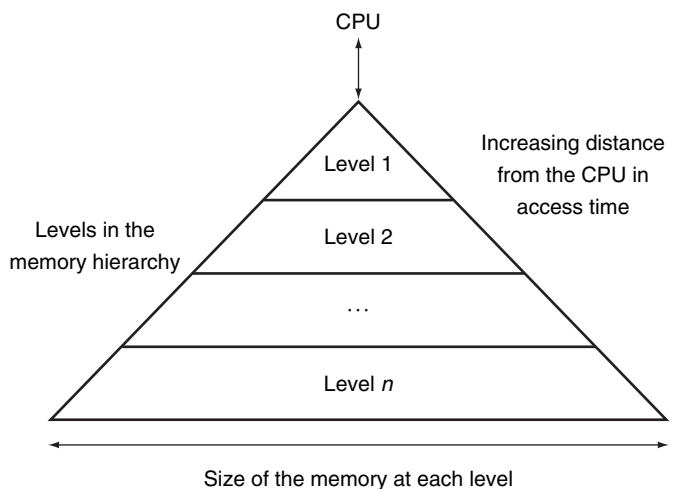 CPU
Increasing distance
from the CPU in
access time
Level 1
Levels in the
memory hierarchy
Level 2
...
Level n
Size of the memory at each level